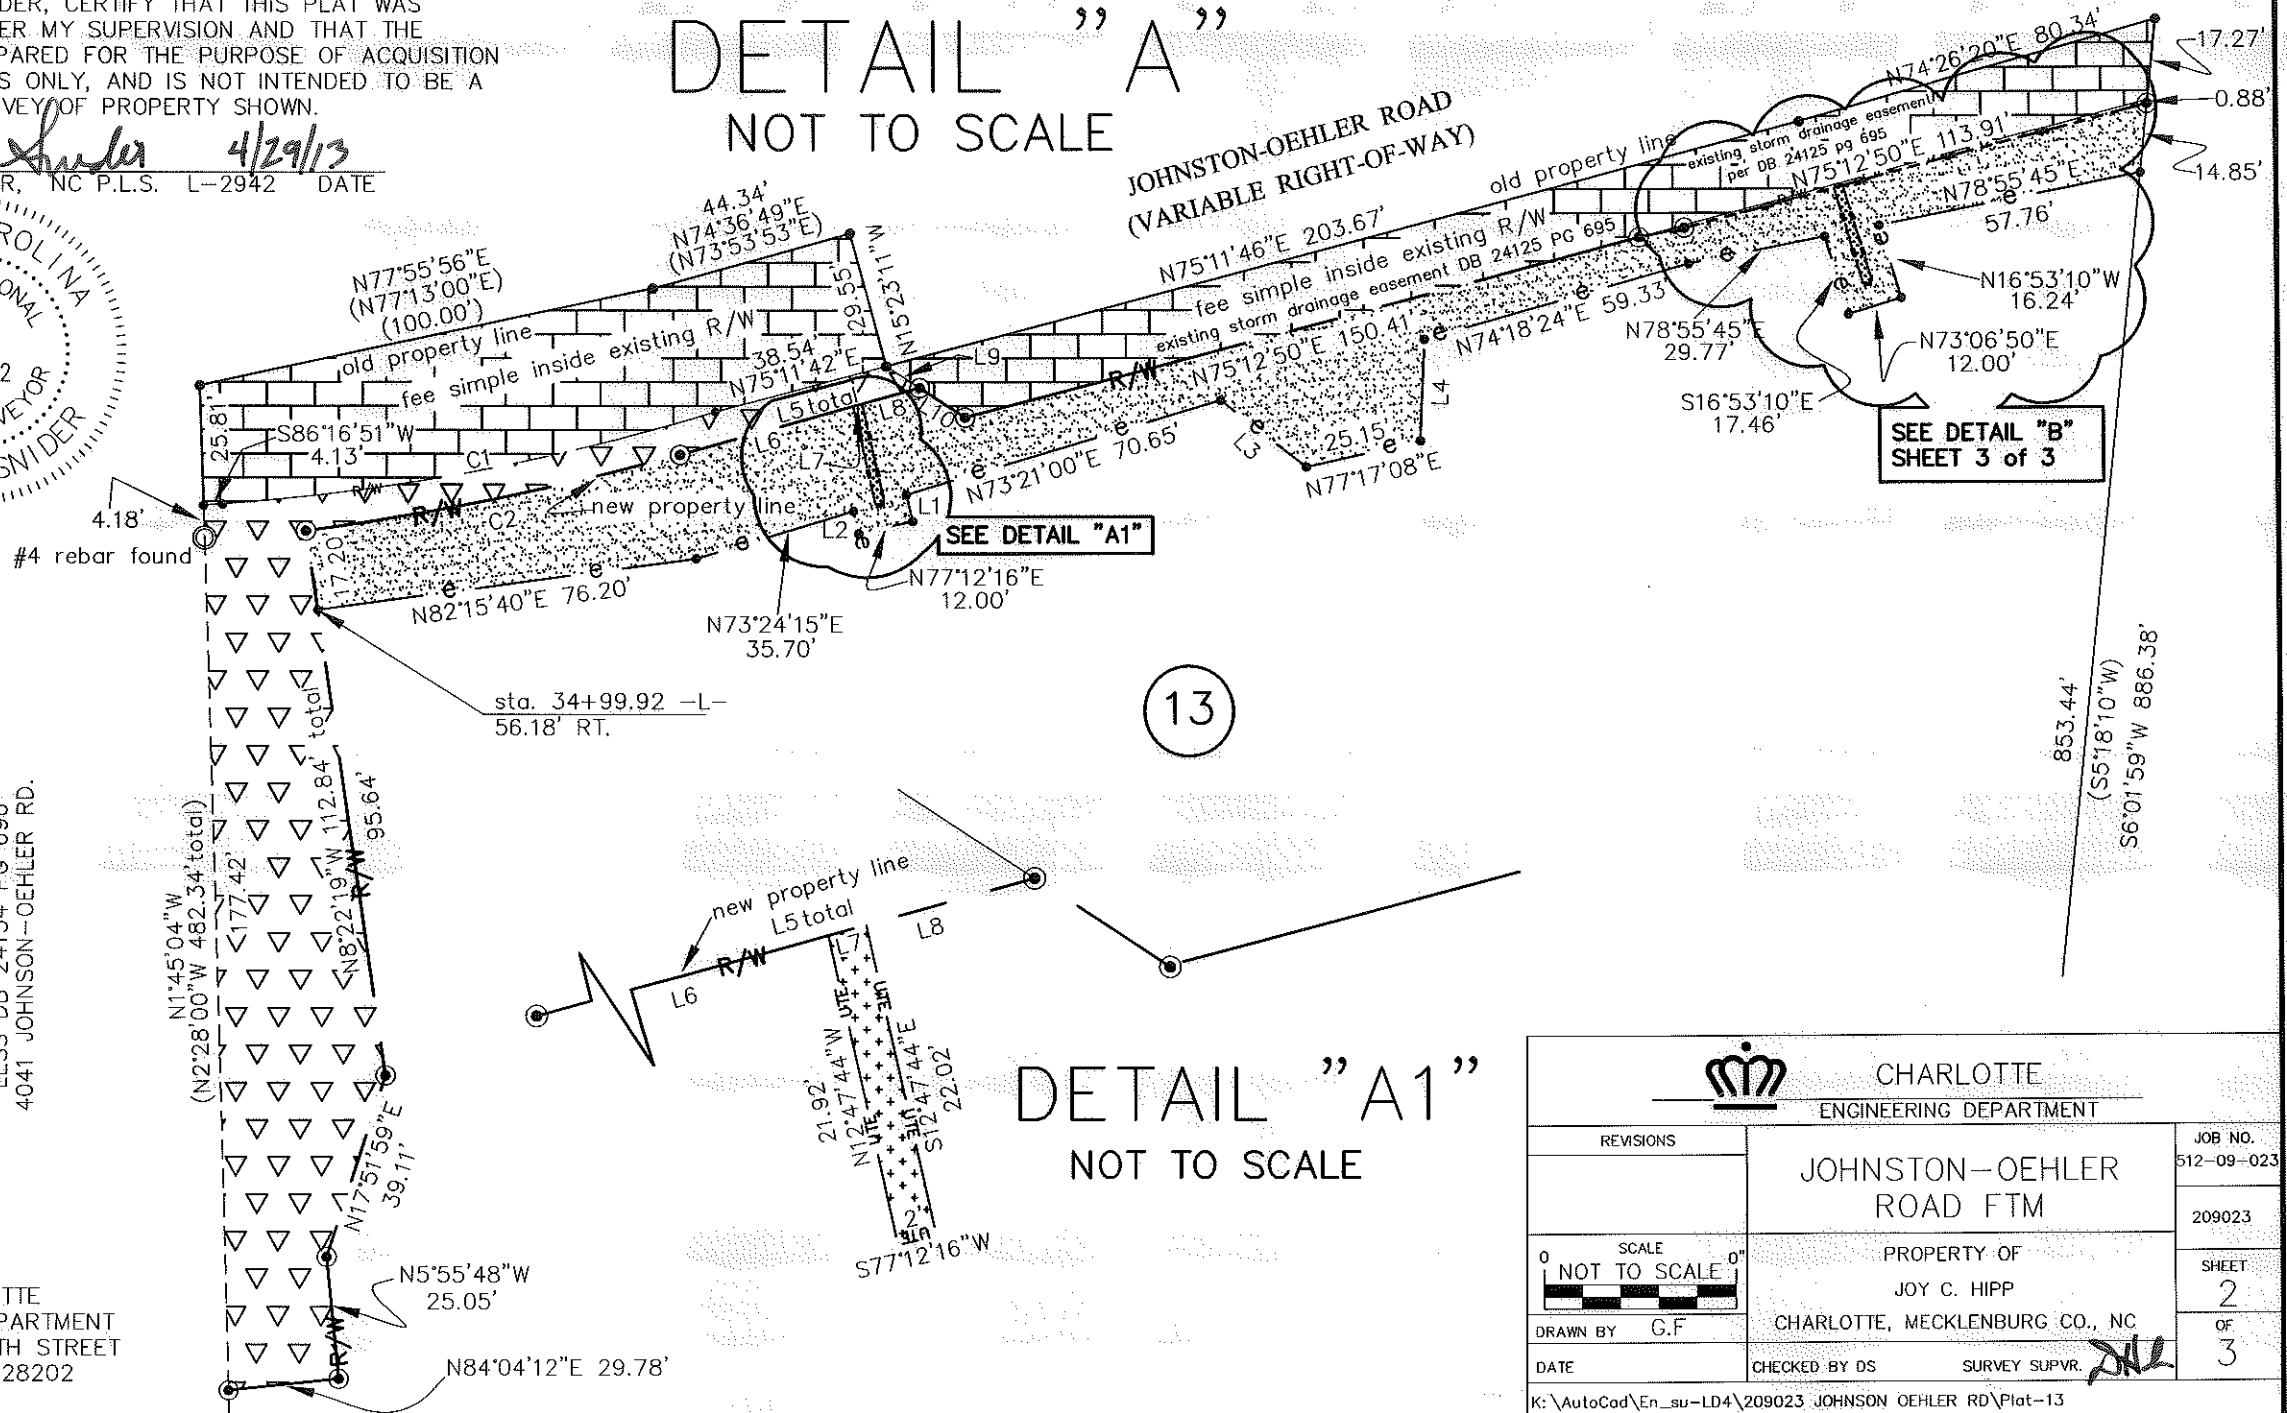 DER, CERTIFY THAT THIS PLAT WAS
ER MY SUPERVISION AND THAT THE
PARED FOR THE PURPOSE OF ACQUISITION
S ONLY, AND IS NOT INTENDED TO BE A
VEY OF PROPERTY SHOWN.
4/29/13
R, NC P.L.S. L-2942 DATE
ROLINA
ONAL
2
VEYOR
SNIDER
DETAIL "A"
NOT TO SCALE
JOHNSTON-OEHLER ROAD
(VARIABLE RIGHT-OF-WAY)
N74°26'20"E 80.34'
17.27'
0.88'
14.85'
existing storm drainage easement
per DB 24125 pg 695
N75°12'50"E 113.91'
N78°55'45"E
57.76'
old property line
N75°11'46"E 203.67'
fee simple inside existing R/W
existing storm drainage easement DB 24125 PG 695
R/W
N75°12'50"E 150.41'
N74°18'24"E 59.33'
N78°55'45"E
29.77'
N16°53'10"W
16.24'
N73°06'50"E
12.00'
S16°53'10"E
17.46'
SEE DETAIL "B"
SHEET 3 of 3
44.34'
N74°36'49"E
(N73°53'53"E)
N77°55'56"E
(N77°13'00"E)
(100.00')
old property line
fee simple inside existing R/W
29.55'
N15°23'11"W
38.54'
N75°11'42"E
L9
L5 total
L8
L6
L7
25.81'
S86°16'51"W
4.13'
C1
R/W
R/W
C2
new property line
4.18'
#4 rebar found
17.20'
N82°15'40"E 76.20'
L2
L1
SEE DETAIL "A1"
N73°21'00"E 70.65'
L3
25.15'
L4
N77°17'08"E
N77°12'16"E
12.00'
N73°24'15"E
35.70'
sta. 34+99.92 -L-
56.18' RT.
13
853.44'
(S5°18'10"W)
S6°01'59"W 886.38'
4041 JOHNSON-OEHLER RD.
N1°45'04"W
(N2°28'00"W 482.34' total)
177.42'
N8°22'19"W 112.84' total
95.64'
R/W
N17°51'59"E
39.11'
N5°55'48"W
25.05'
R/W
N84°04'12"E 29.78'
TTE
PARTMENT
TH STREET
28202
new property line
L5 total
L7
L8
R/W
L6
UTE
UTE
UTE
UTE
21.92'
N12°47'44"W
S12°47'44"E
22.02'
2'
UTE
S77°12'16"W
DETAIL "A1"
NOT TO SCALE
CHARLOTTE
ENGINEERING DEPARTMENT
REVISIONS
JOHNSTON-OEHLER
ROAD FTM
JOB NO.
512-09-023
209023
SCALE
0 0"
NOT TO SCALE
PROPERTY OF
JOY C. HIPP
CHARLOTTE, MECKLENBURG CO., NC
SHEET
2
OF
3
DRAWN BY G.F
DATE
CHECKED BY DS SURVEY SUPVR.
K:\AutoCad\En_su-LD4\209023 JOHNSON OEHLER RD\Plat-13